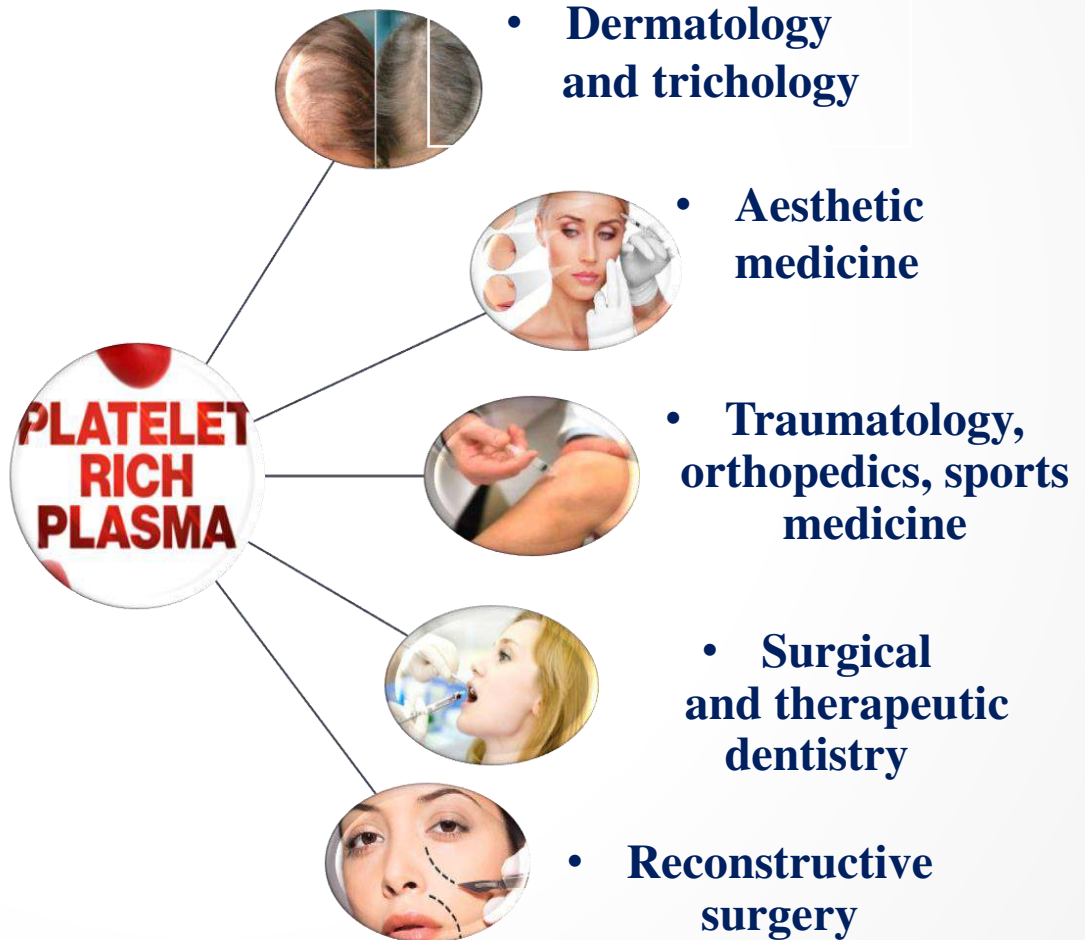 • Dermatology
and trichology
• Aesthetic
medicine
PLATELET
RICH
PLASMA
• Traumatology,
orthopedics, sports
medicine
• Surgical
and therapeutic
dentistry
• Reconstructive
surgery